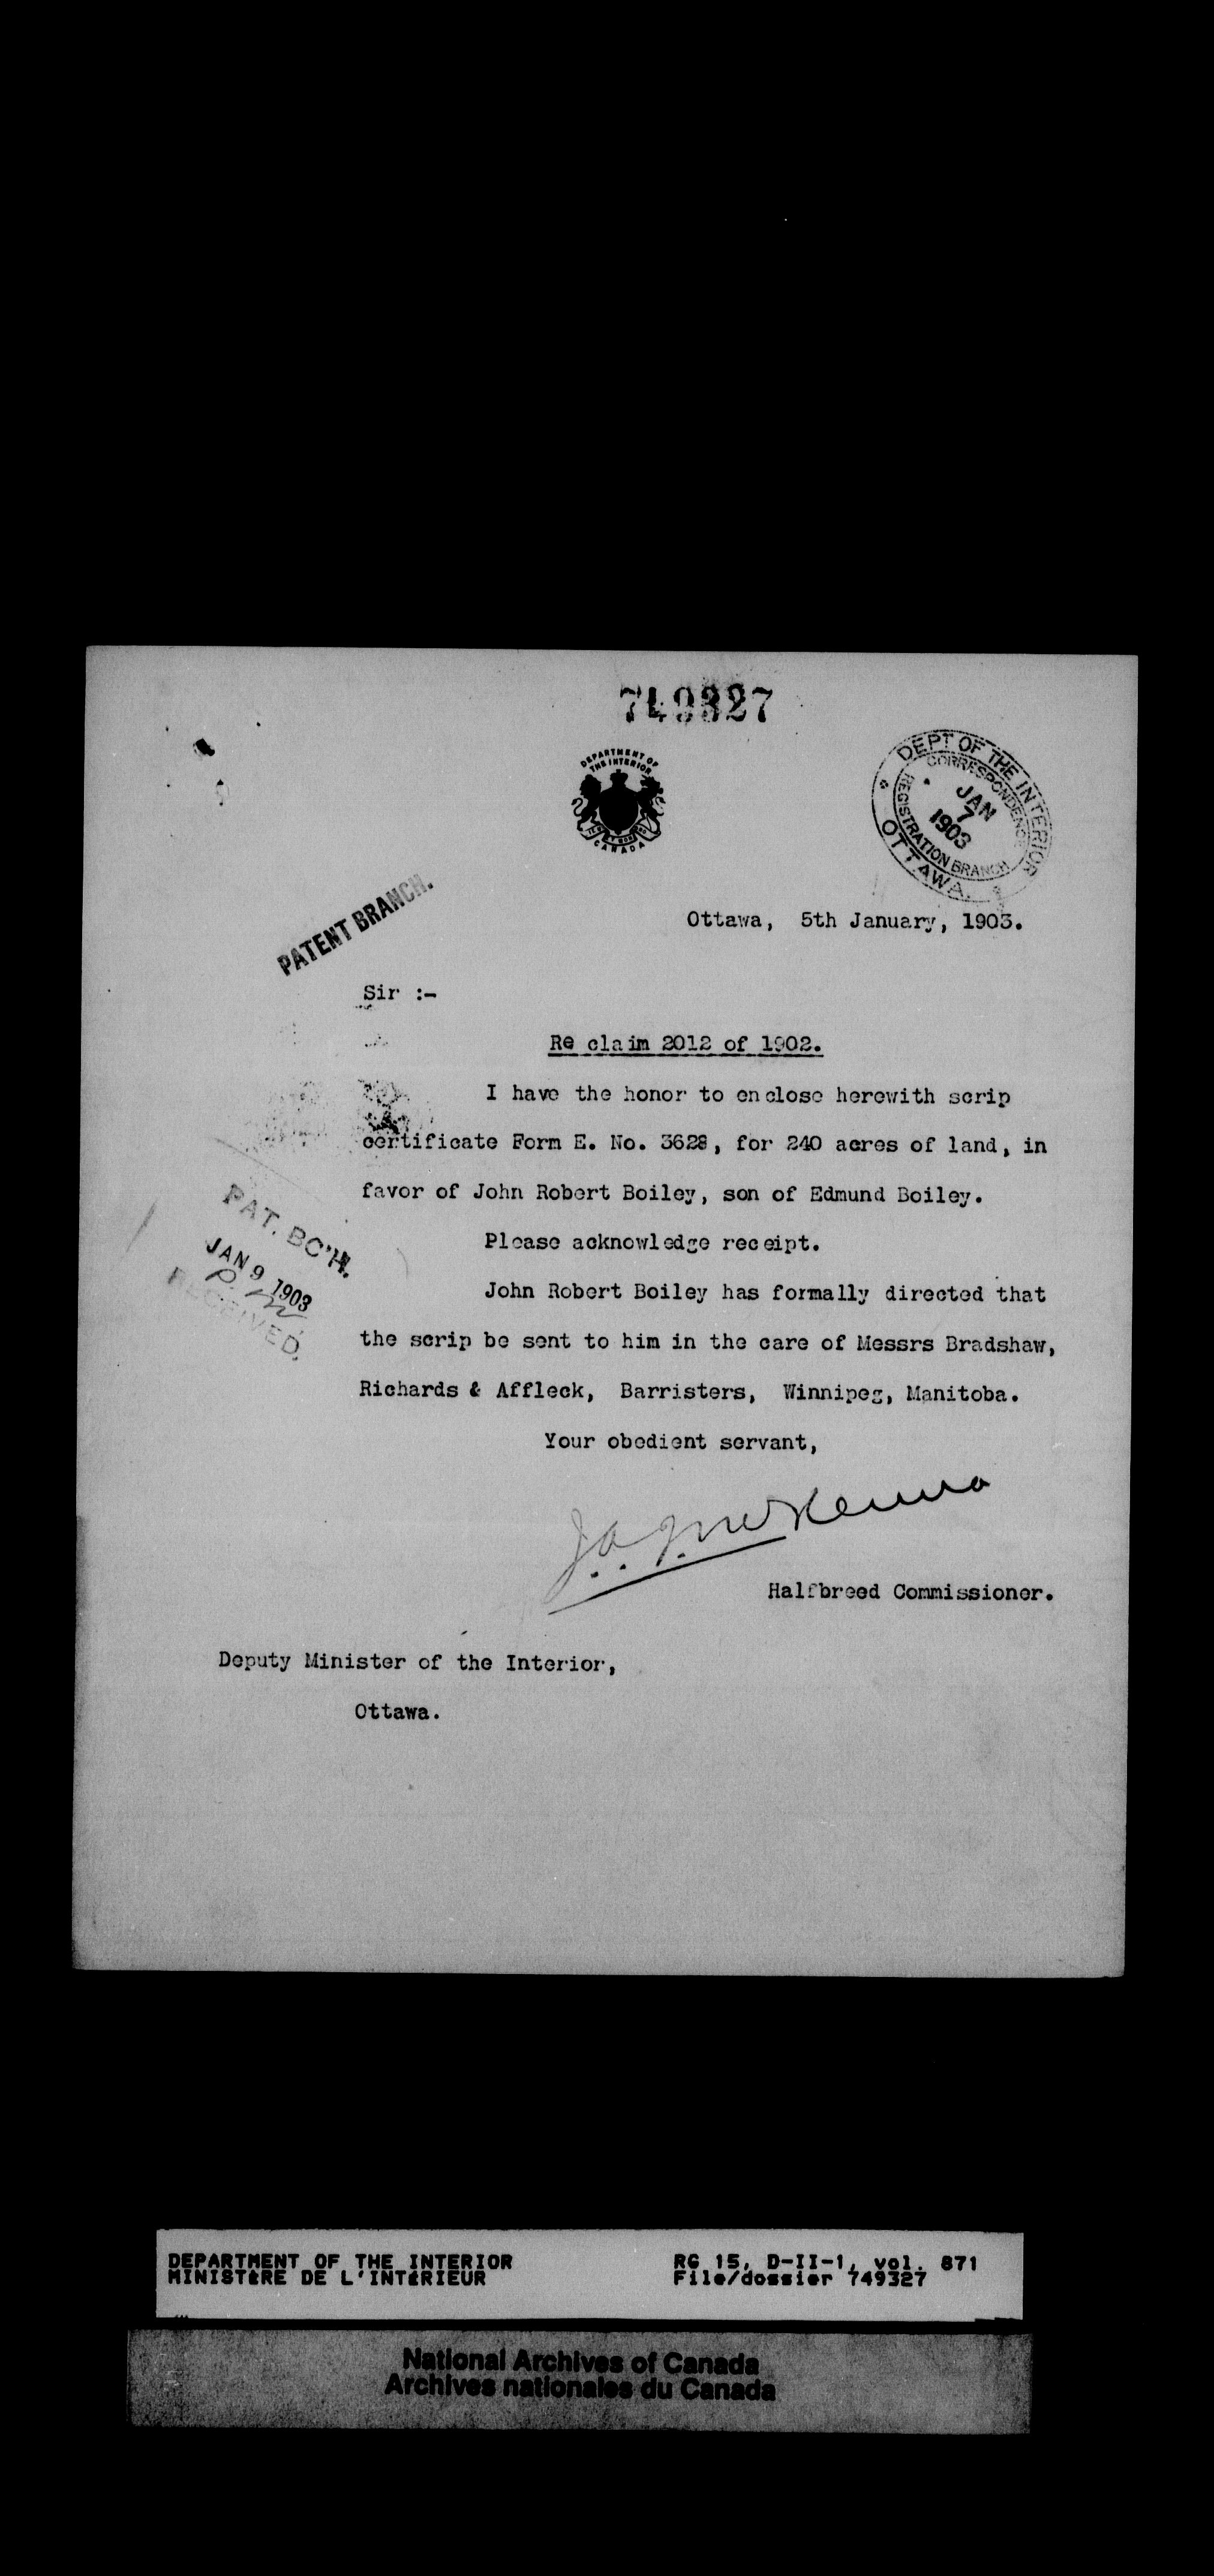 749327
DEPARTMENT OF
THE INTERIOR
CANADA
DEPT OF THE INTERIOR
CORRESPONDENCE
JAN
7
1903
REGISTRATION BRANCH
OTTAWA.
PATENT BRANCH.
Ottawa, 5th January, 1903.
Sir :-
Re claim 2012 of 1902.
I have the honor to enclose herewith scrip
certificate Form E. No. 3628, for 240 acres of land, in
favor of John Robert Boiley, son of Edmund Boiley.
Please acknowledge receipt.
John Robert Boiley has formally directed that
the scrip be sent to him in the care of Messrs Bradshaw,
Richards & Affleck, Barristers, Winnipeg, Manitoba.
PAT. BC'H.
JAN 9 1903
P. M
RECEIVED.
Your obedient servant,
J. A. J. McKenna
Halfbreed Commissioner.
Deputy Minister of the Interior,
Ottawa.
DEPARTMENT OF THE INTERIOR
MINISTÈRE DE L'INTÉRIEUR
RG 15, D-II-1, vol. 871
File/dossier 749327
National Archives of Canada
Archives nationales du Canada